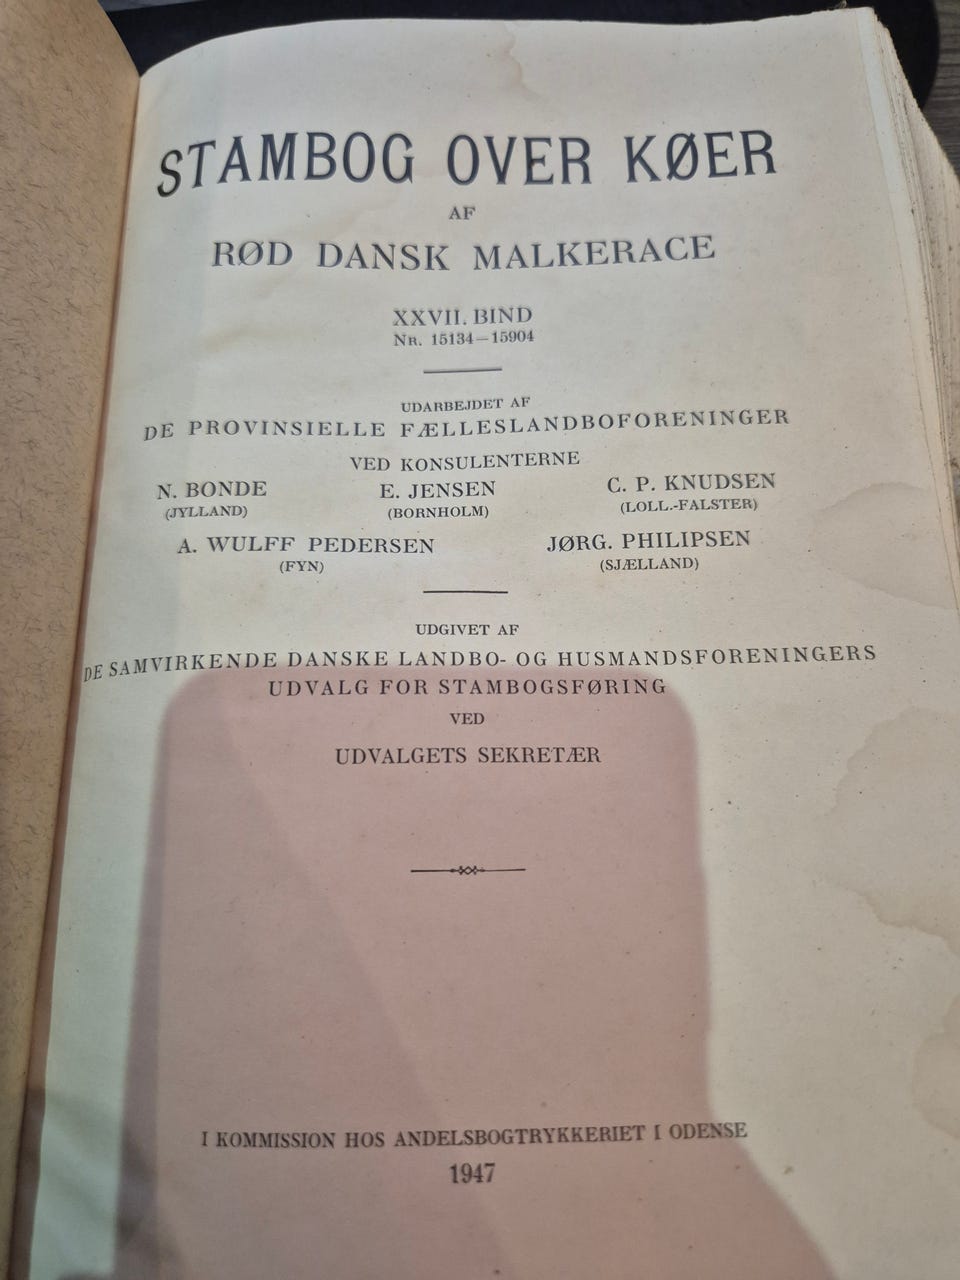 STAMBOG OVER KØER
AF
RØD DANSK MALKERACE
XXVII. BIND
NR. 15134—15904
UDARBEJDET AF
DE PROVINSIELLE FÆLLESLANDBOFORENINGER
VED KONSULENTERNE
N. BONDE E. JENSEN C. P. KNUDSEN
(JYLLAND) (BORNHOLM) (LOLL.-FALSTER)
A. WULFF PEDERSEN JØRG. PHILIPSEN
(FYN) (SJÆLLAND)
UDGIVET AF
DE SAMVIRKENDE DANSKE LANDBO- OG HUSMANDSFORENINGERS
UDVALG FOR STAMBOGSFØRING
VED
UDVALGETS SEKRETÆR
I KOMMISSION HOS ANDELSBOGTRYKKERIET I ODENSE
1947